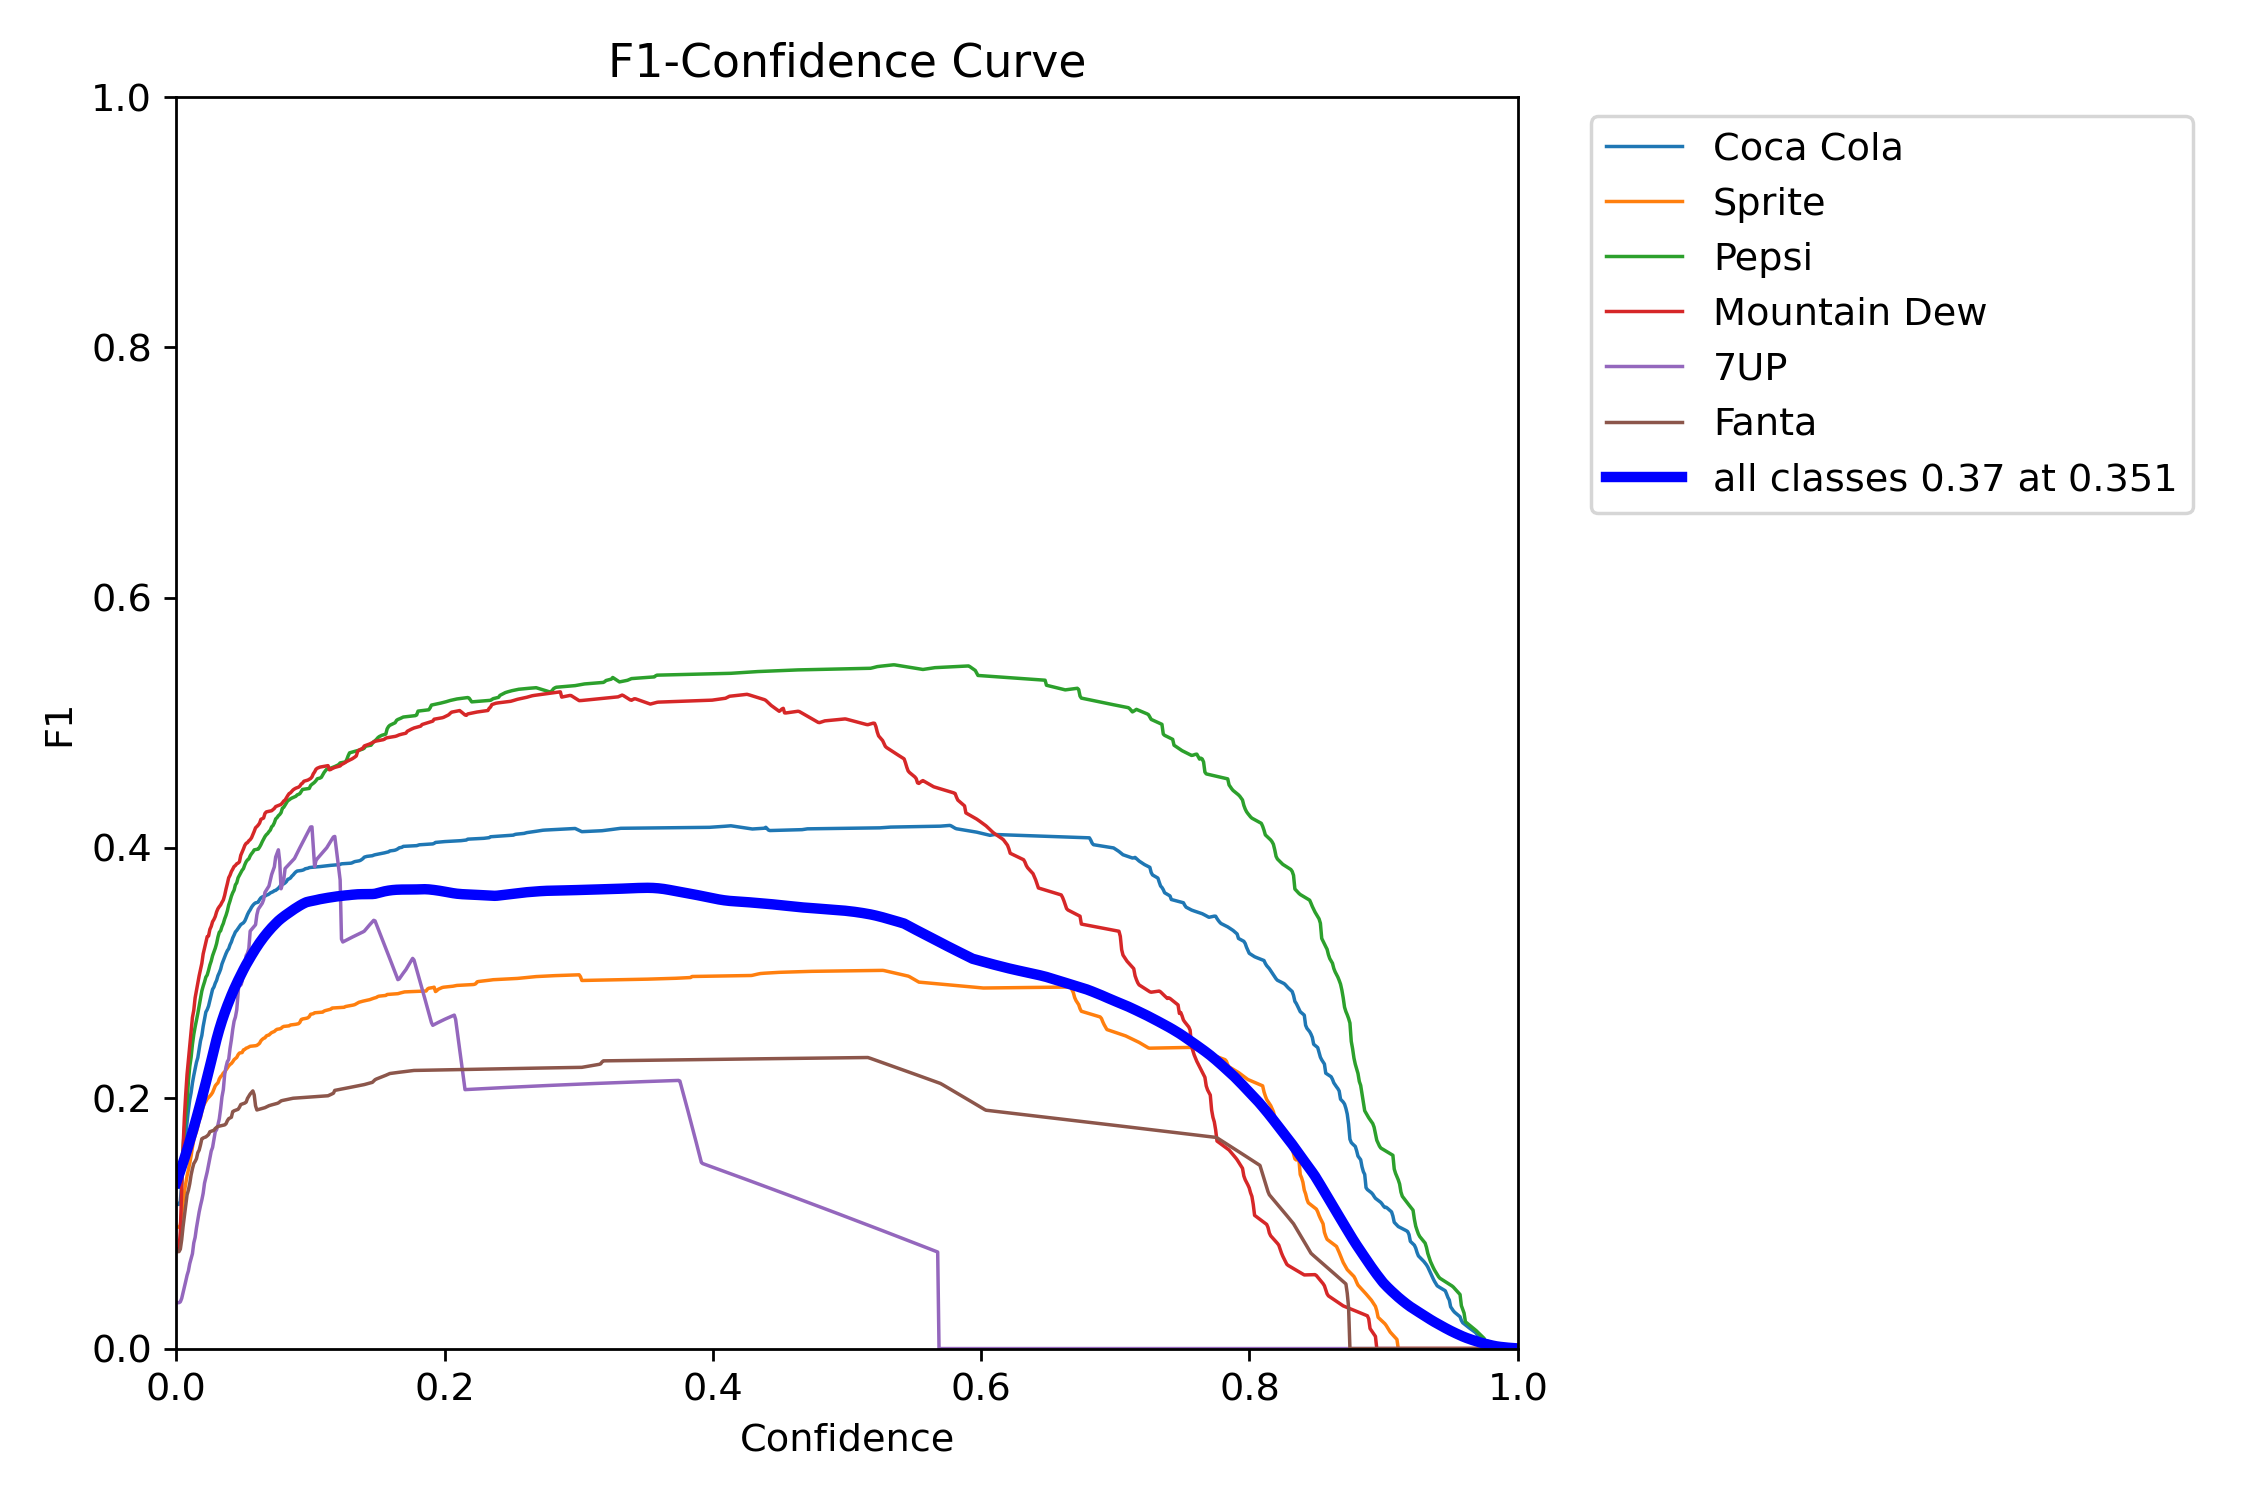 F1-Confidence Curve
1.0
0.8
0.6
0.4
0.2
0.0
F1
0.0 0.2 0.4 0.6 0.8 1.0
Confidence
Coca Cola
Sprite
Pepsi
Mountain Dew
7UP
Fanta
all classes 0.37 at 0.351